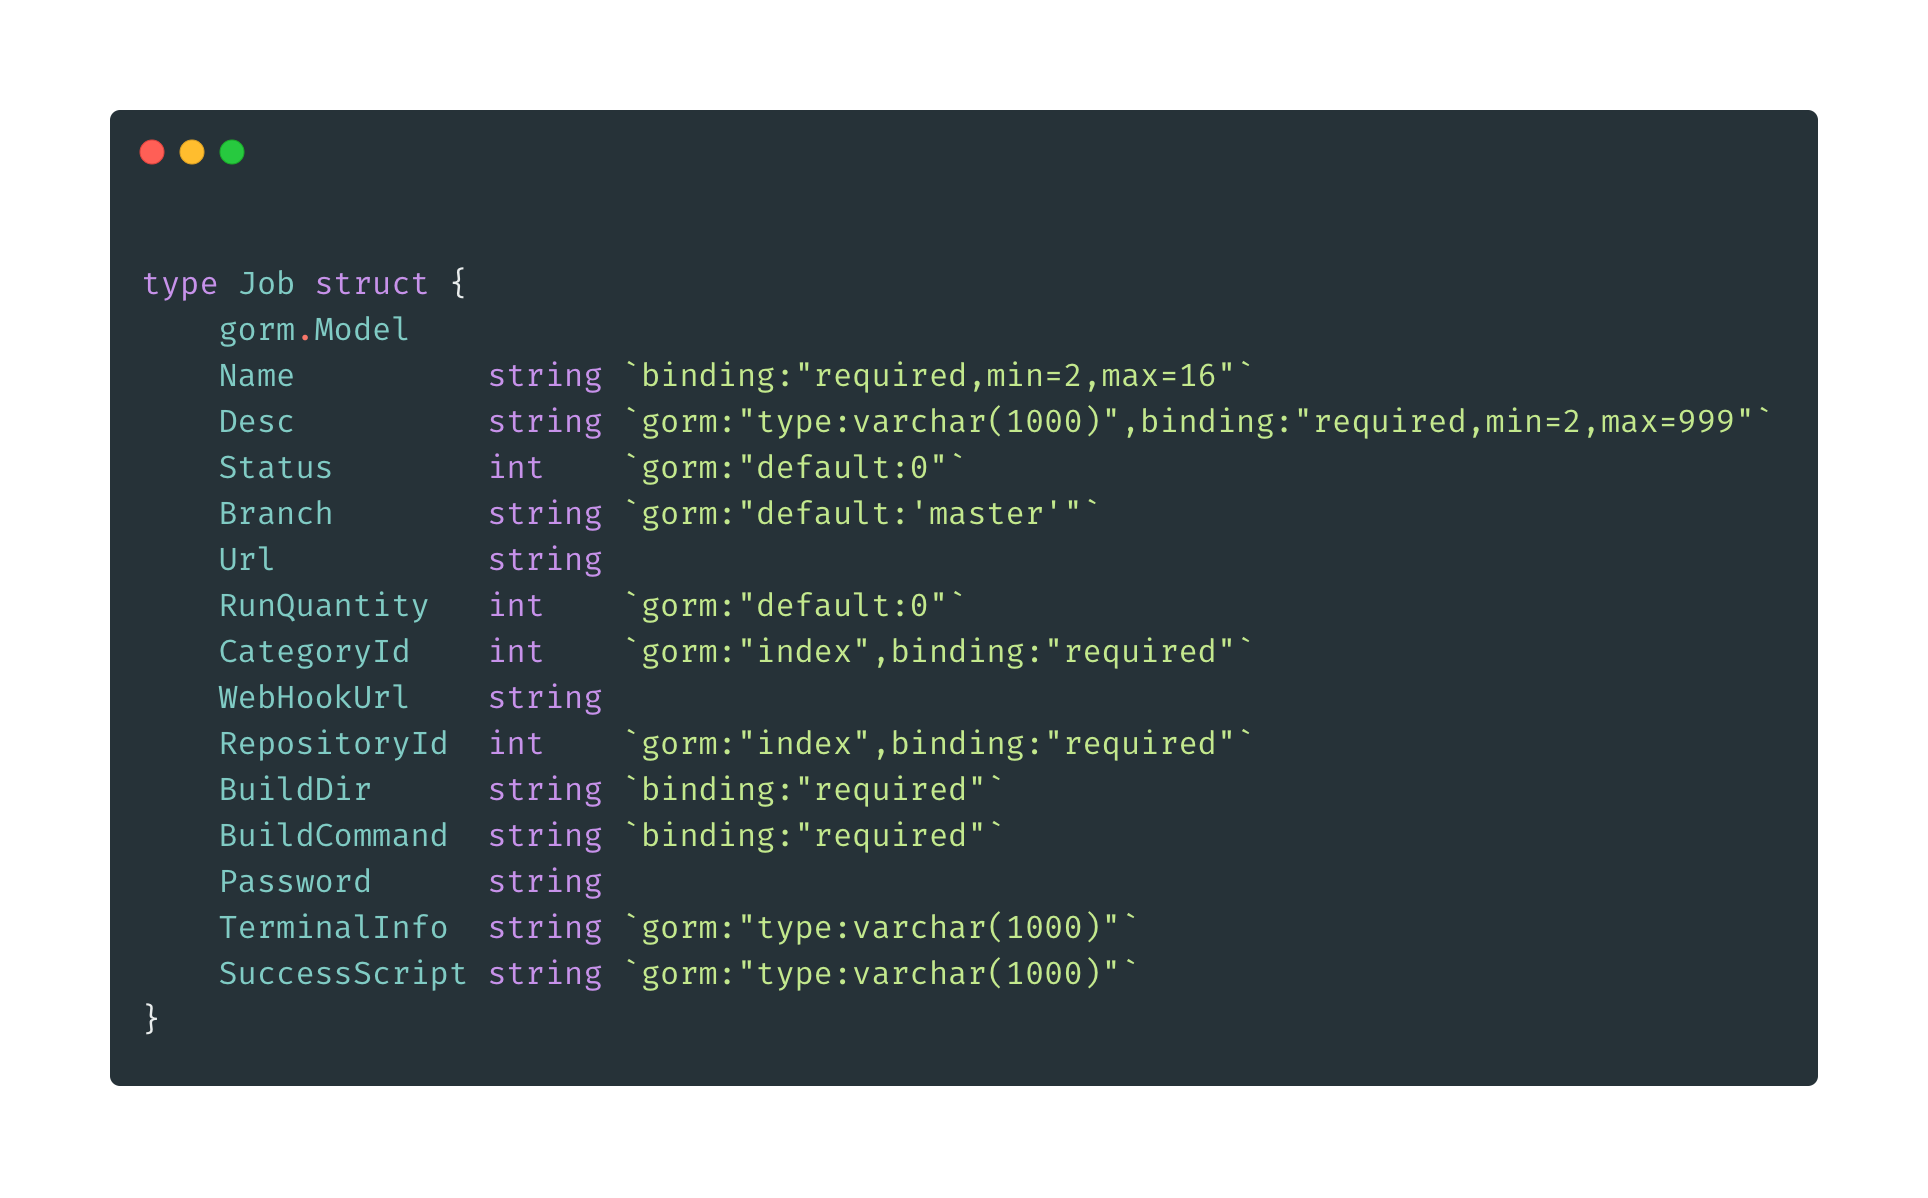 type Job struct {
    gorm.Model
    Name          string `binding:"required,min=2,max=16"`
    Desc          string `gorm:"type:varchar(1000)",binding:"required,min=2,max=999"`
    Status        int    `gorm:"default:0"`
    Branch        string `gorm:"default:'master'"`
    Url           string
    RunQuantity   int    `gorm:"default:0"`
    CategoryId    int    `gorm:"index",binding:"required"`
    WebHookUrl    string
    RepositoryId  int    `gorm:"index",binding:"required"`
    BuildDir      string `binding:"required"`
    BuildCommand  string `binding:"required"`
    Password      string
    TerminalInfo  string `gorm:"type:varchar(1000)"`
    SuccessScript string `gorm:"type:varchar(1000)"`
}